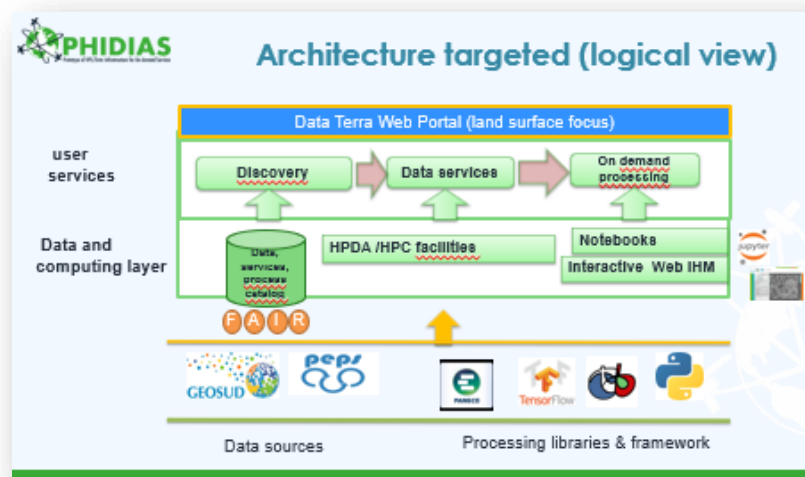 PHIDIAS
Architecture targeted (logical view)
Data Terra Web Portal (land surface focus)
user
services
Discovery
Data services
On demand
processing
Data and
computing layer
Data,
services,
process
catalog
HPDA /HPC facilities
Notebooks
Interactive Web IHM
jupyter
F A I R
GEOSUD
peps
PANGEO
TensorFlow
Data sources
Processing libraries & framework